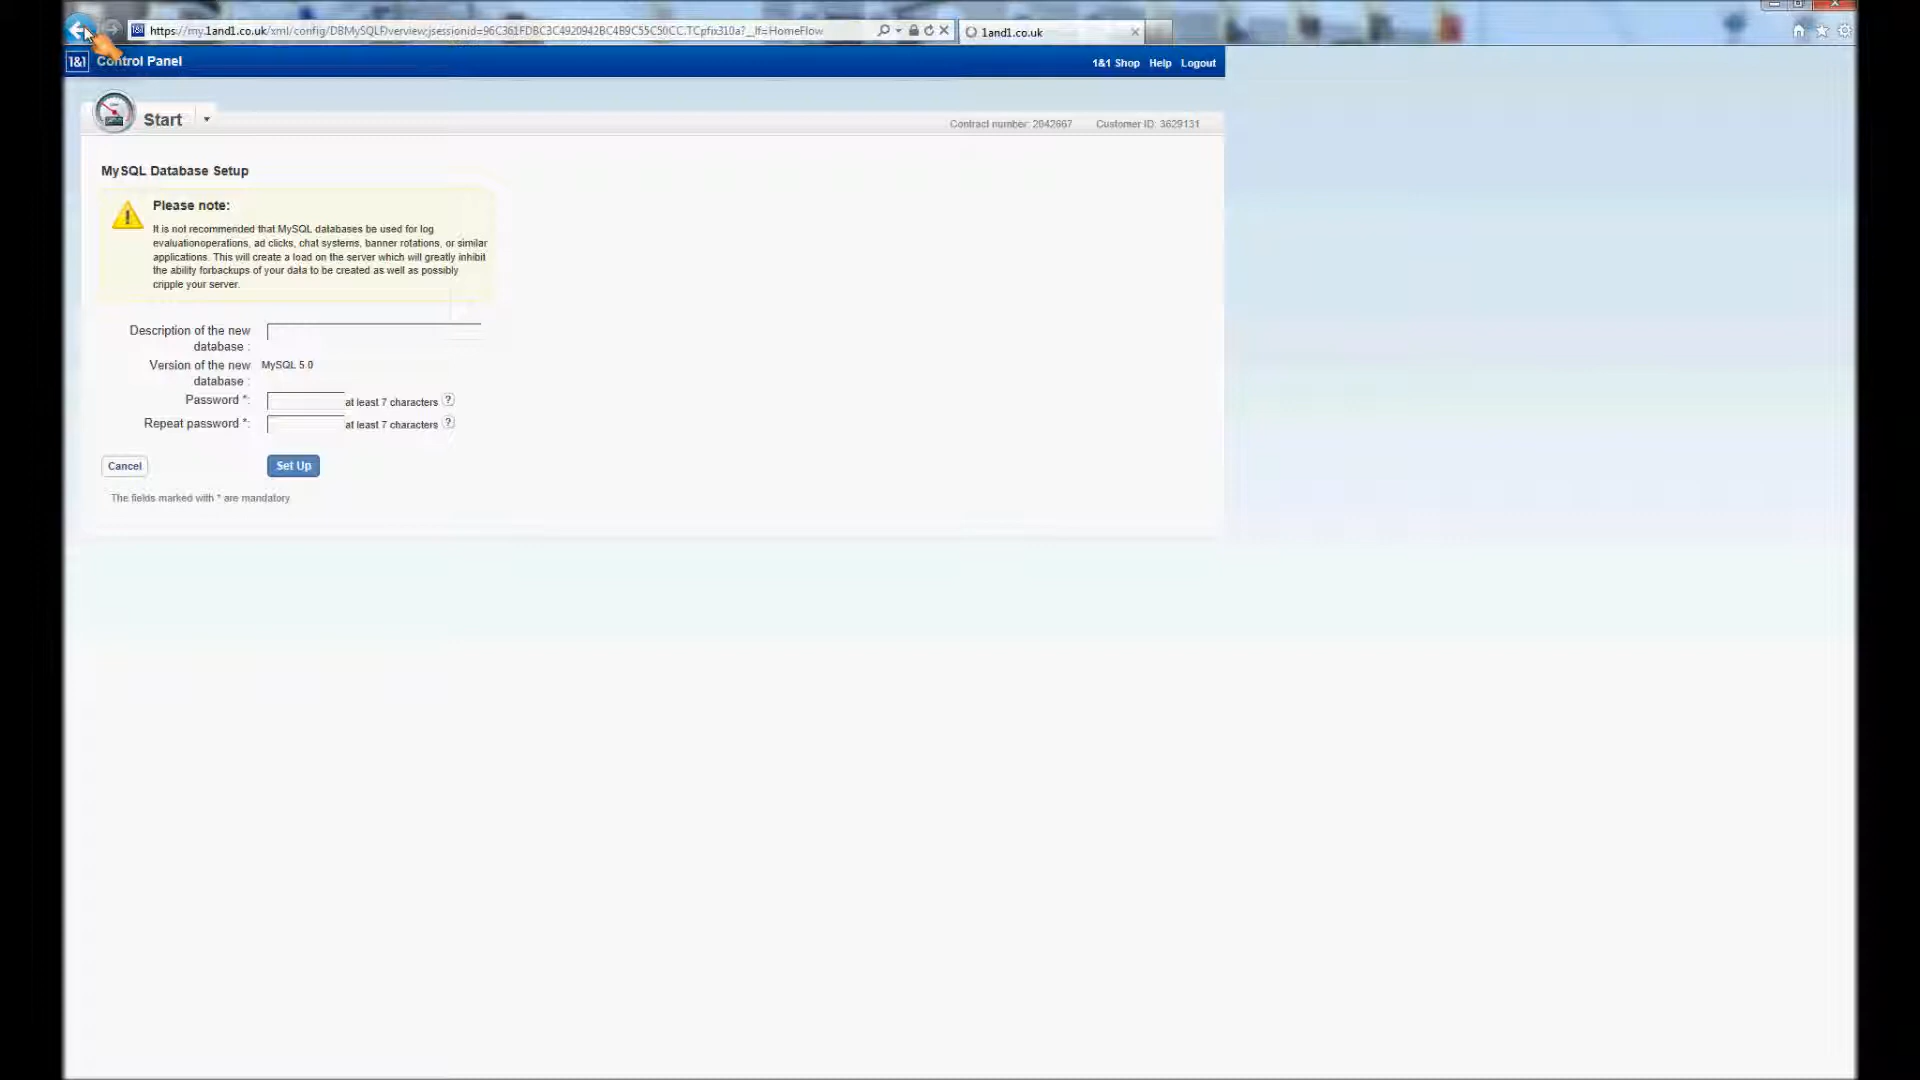 https://my.1and1.co.uk/xml/config/DBMySQLOverview;jsessionid=96C361FDBC3C4920942BC4B9C55C50CC.TCpfix310a?__lf=HomeFlow
1and1.co.uk
1&1 Control Panel
1&1 Shop Help Logout
Start
Contract number: 2042667 Customer ID: 3629131
MySQL Database Setup
Please note:
It is not recommended that MySQL databases be used for log
evaluationoperations, ad clicks, chat systems, banner rotations, or similar
applications. This will create a load on the server which will greatly inhibit
the ability forbackups of your data to be created as well as possibly
cripple your server.
Description of the new
database :
Version of the new MySQL 5.0
database :
Password *: at least 7 characters ?
Repeat password *: at least 7 characters ?
Cancel Set Up
The fields marked with * are mandatory